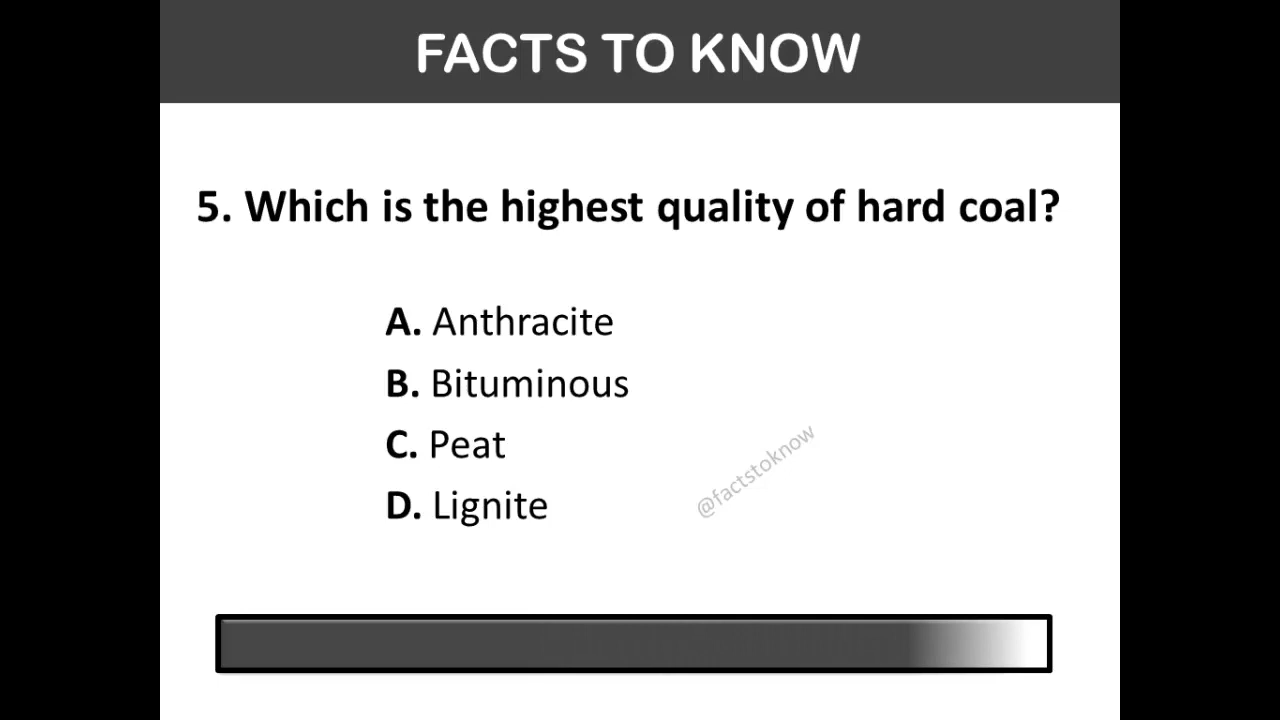 FACTS TO KNOW
5. Which is the highest quality of hard coal?
A. Anthracite
B. Bituminous
C. Peat
D. Lignite
@factstoknow